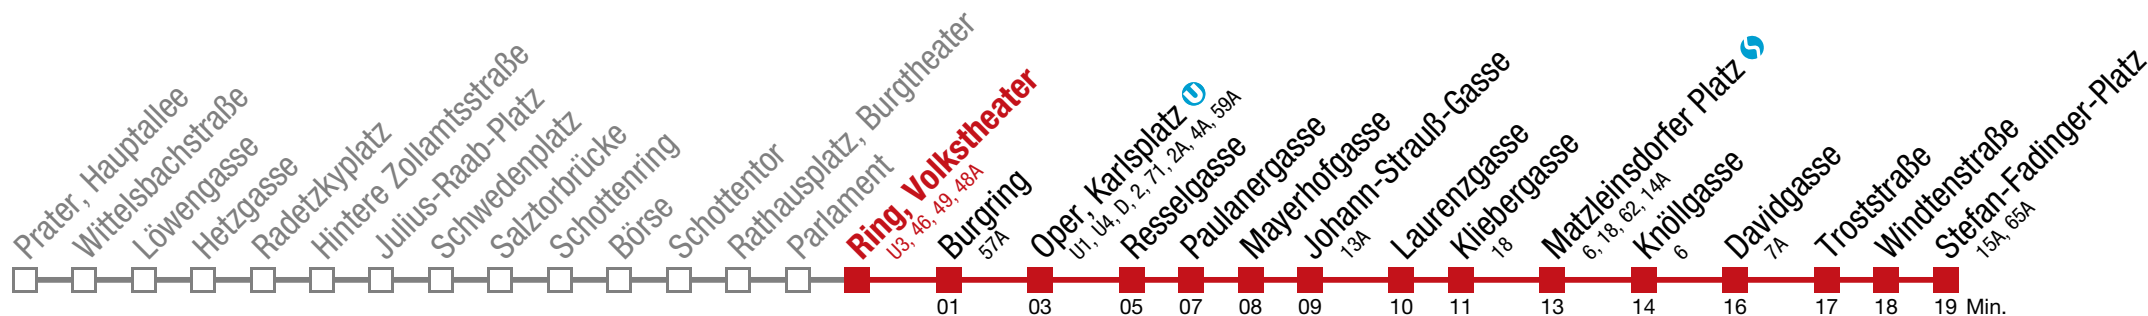 Prater, Hauptallee
Wittelsbachstraße
Löwengasse
Hetzgasse
Radetzkyplatz
Hintere Zollamtsstraße
Julius-Raab-Platz
Schwedenplatz
Salztorbrücke
Schottenring
Börse
Schottentor
Rathausplatz, Burgtheater
Parlament
Ring, Volkstheater
U3, 46, 49, 48A
Burgring
57A
Oper, Karlsplatz U
U1, U4, D, 2, 71, 2A, 4A, 59A
Resselgasse
Paulanergasse
Mayerhofgasse
Johann-Strauß-Gasse
13A
Laurenzgasse
Kliebergasse
18
Matzleinsdorfer Platz S
6, 18, 62, 14A
Knöllgasse
6
Davidgasse
7A
Troststraße
Windtenstraße
Stefan-Fadinger-Platz
15A, 65A
01 03 05 07 08 09 10 11 13 14 16 17 18 19 Min.